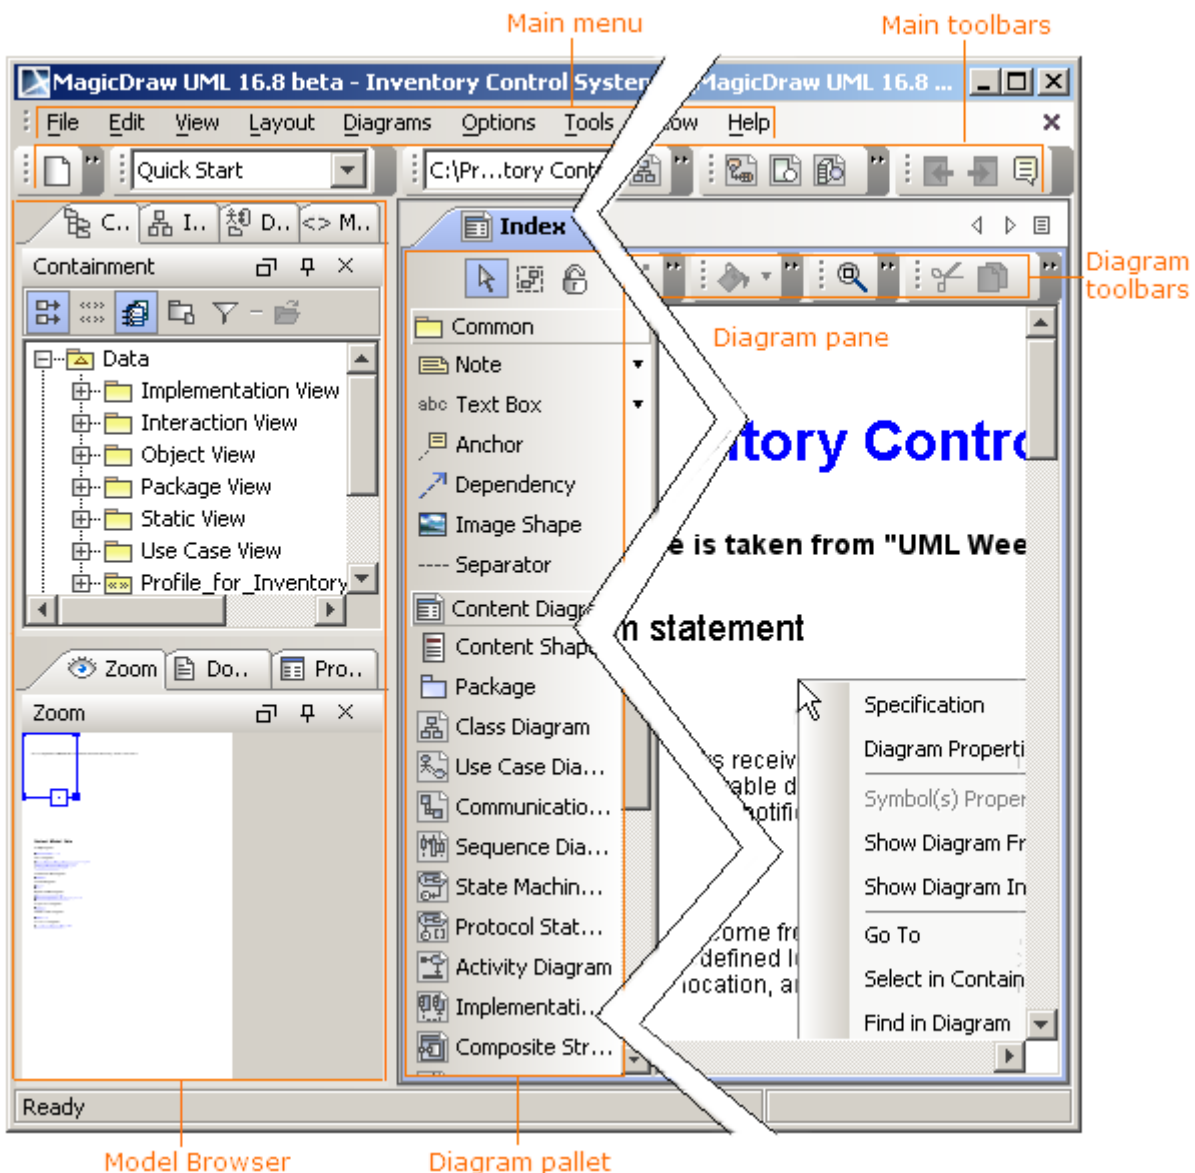 Main menu
Main toolbars
MagicDraw UML 16.8 beta - Inventory Control System
MagicDraw UML 16.8 ...
File Edit View Layout Diagrams Options Tools ow Help
Quick Start
C:\Pr...tory Contr
C.. I.. D.. M..
Index
Containment
Diagram toolbars
Diagram pane
Data
Implementation View
Interaction View
Object View
Package View
Static View
Use Case View
Profile_for_Inventory
Zoom Do.. Pro..
Zoom
Common
Note
abc Text Box
Anchor
Dependency
Image Shape
---- Separator
Content Diagr
Content Shape
Package
Class Diagram
Use Case Dia...
Communicatio...
Sequence Dia...
State Machin...
Protocol Stat...
Activity Diagram
Implementati...
Composite Str...
tory Contro
e is taken from "UML Wee
m statement
s receiv
able d
notifi
come fro
defined l
location, a
Specification
Diagram Properti
Symbol(s) Proper
Show Diagram Fr
Show Diagram In
Go To
Select in Contain
Find in Diagram
Ready
Model Browser
Diagram pallet